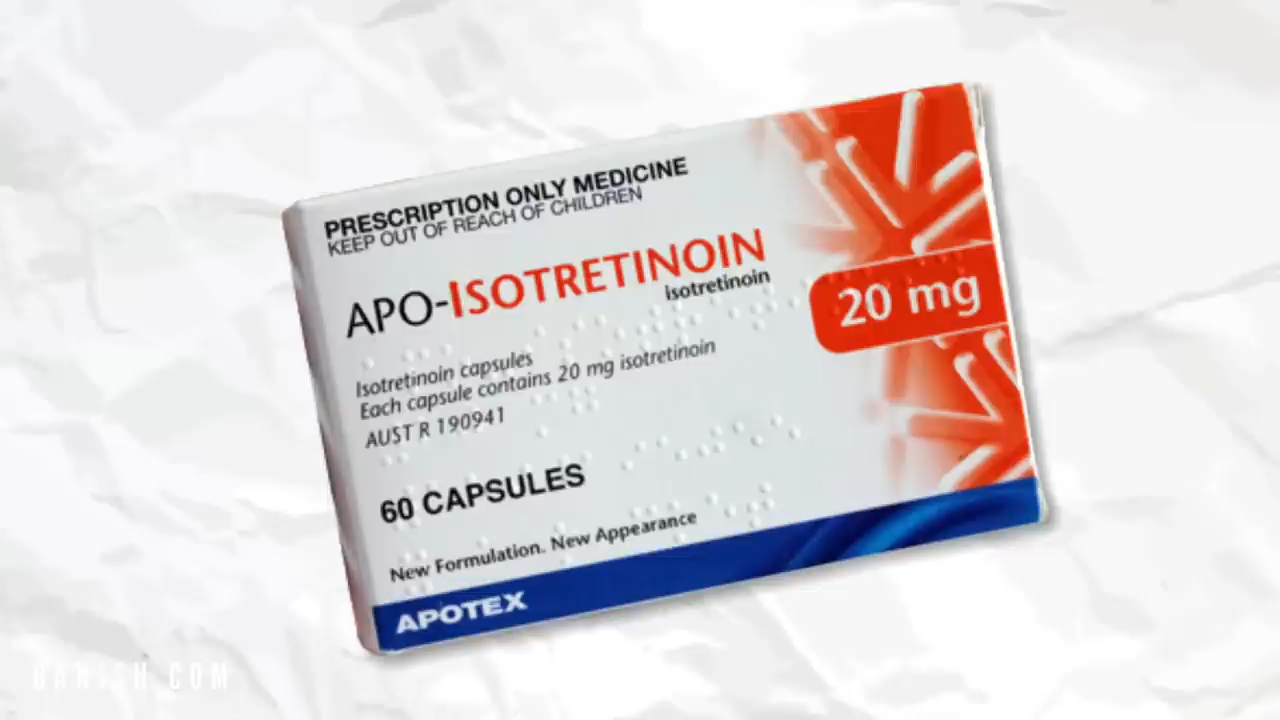 PRESCRIPTION ONLY MEDICINE
KEEP OUT OF REACH OF CHILDREN
APO-ISOTRETINOIN
isotretinoin
20 mg
Isotretinoin capsules
Each capsule contains 20 mg isotretinoin
AUST R 190941
60 CAPSULES
New Formulation. New Appearance
APOTEX